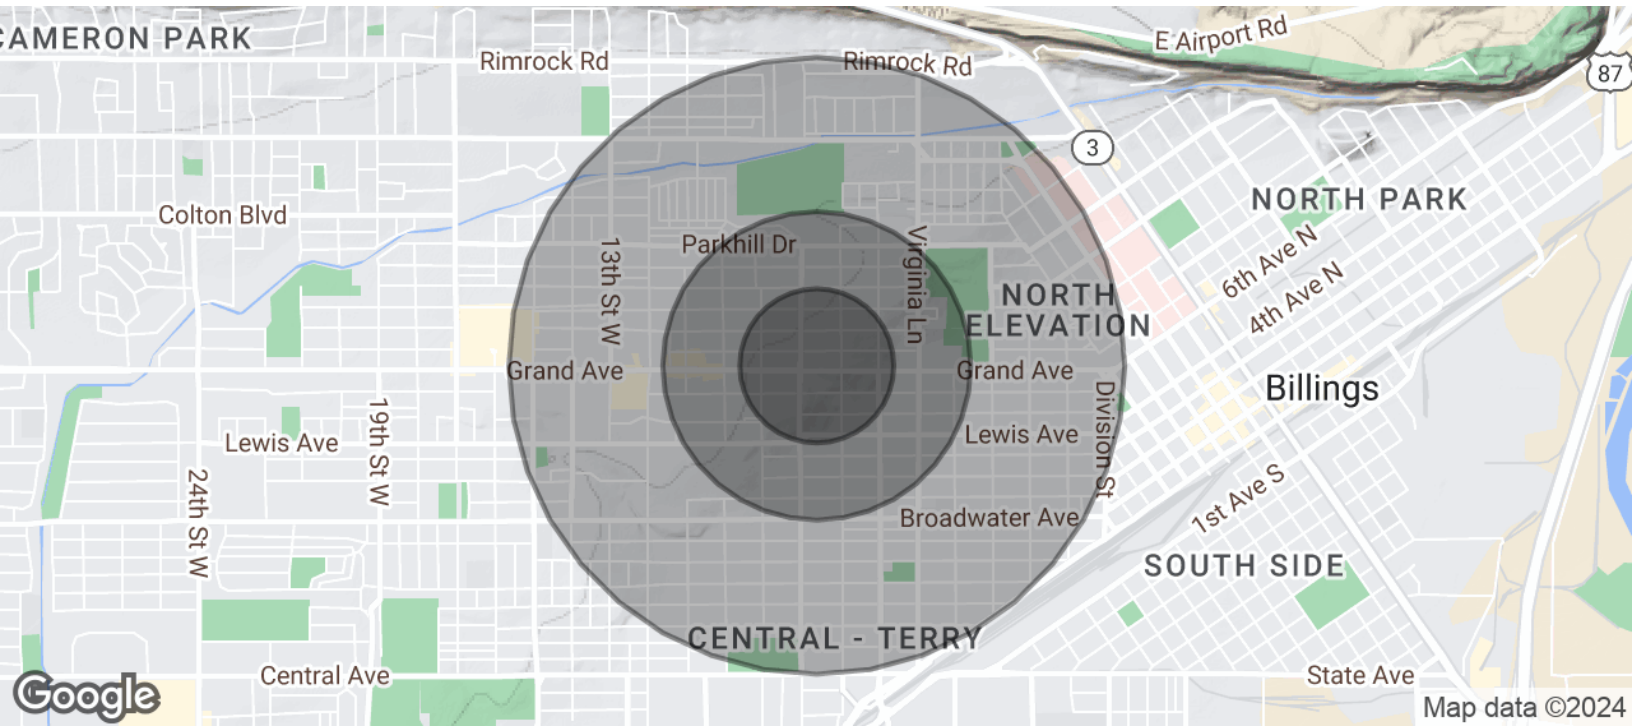 CAMERON PARK
Rimrock Rd
Rimrock Rd
E Airport Rd
87
3
Colton Blvd
NORTH PARK
13th St W
Parkhill Dr
Virginia Ln
6th Ave N
4th Ave N
NORTH
ELEVATION
Grand Ave
Grand Ave
Billings
19th St W
Division St
Lewis Ave
Lewis Ave
24th St W
Broadwater Ave
1st Ave S
SOUTH SIDE
CENTRAL - TERRY
Central Ave
State Ave
Google
Map data ©2024